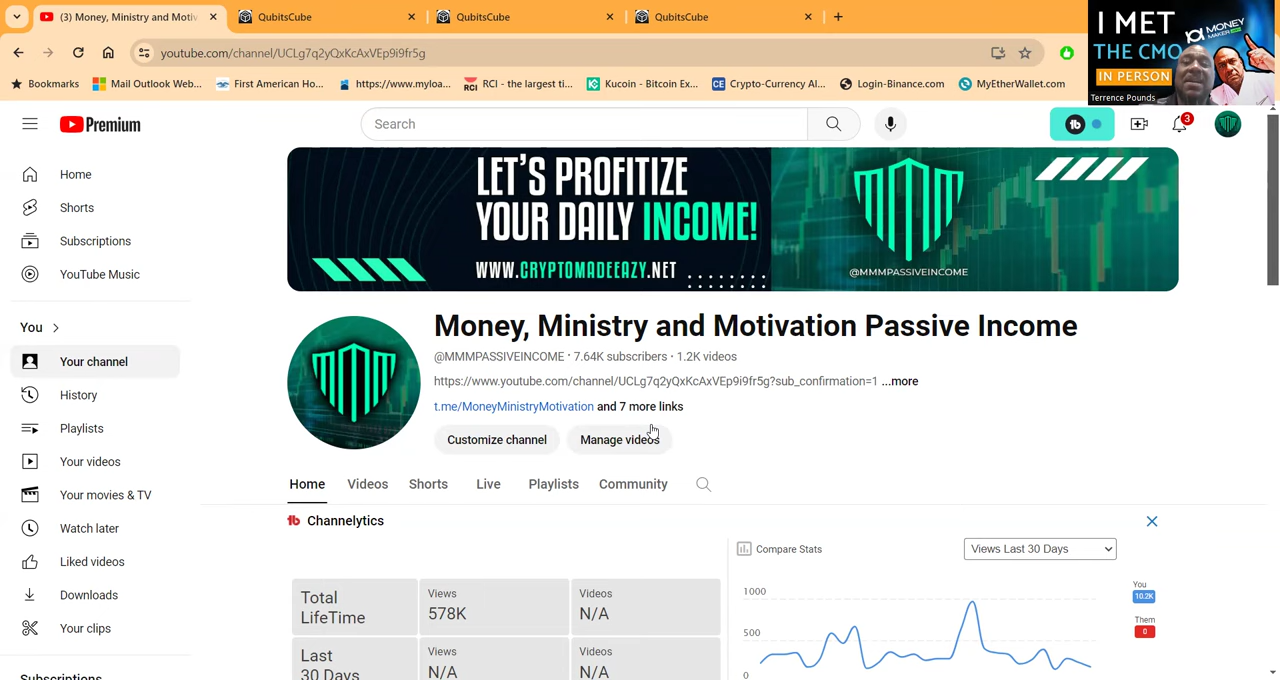 (3) Money, Ministry and Motiv
QubitsCube
QubitsCube
QubitsCube
youtube.com/channel/UCLg7q2yQxKcAxVEp9i9fr5g
Bookmarks
Mail Outlook Web...
First American Ho...
https://www.myloa...
RCI - the largest ti...
Kucoin - Bitcoin Ex...
Crypto-Currency Al...
Login-Binance.com
MyEtherWallet.com
I MET
THE CMO
IN PERSON
MONEY
MAKER
Terrence Pounds
Premium
Search
3
Home
Shorts
Subscriptions
YouTube Music
You
Your channel
History
Playlists
Your videos
Your movies & TV
Watch later
Liked videos
Downloads
Your clips
Subscriptions
LET'S PROFITIZE
YOUR DAILY INCOME!
WWW.CRYPTOMADEEAZY.NET
@MMMPASSIVEINCOME
Money, Ministry and Motivation Passive Income
@MMMPASSIVEINCOME · 7.64K subscribers · 1.2K videos
https://www.youtube.com/channel/UCLg7q2yQxKcAxVEp9i9fr5g?sub_confirmation=1 ...more
t.me/MoneyMinistryMotivation and 7 more links
Customize channel
Manage videos
Home
Videos
Shorts
Live
Playlists
Community
Channelytics
Total
LifeTime
Views
578K
Videos
N/A
Last
30 Days
Views
N/A
Videos
N/A
Compare Stats
Views Last 30 Days
1000
500
0
You
10.2K
Them
0